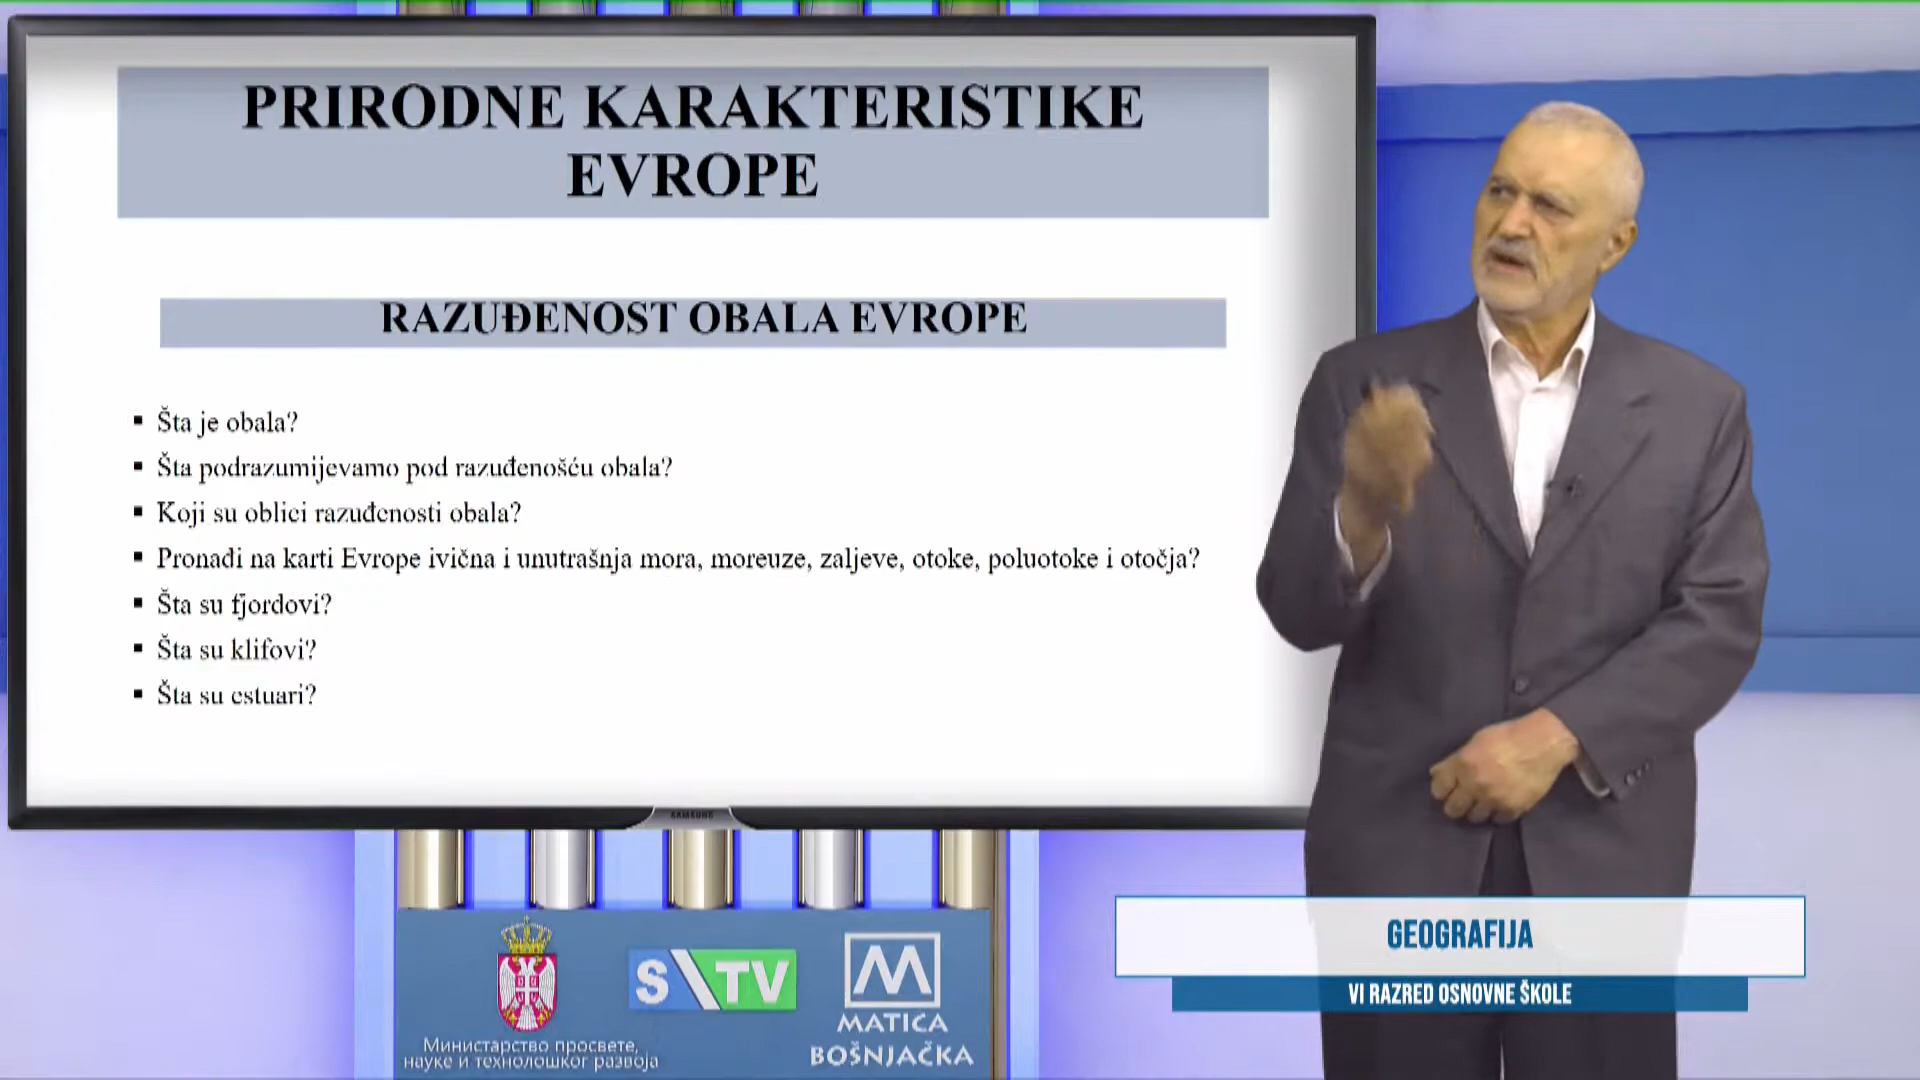 PRIRODNE KARAKTERISTIKE
EVROPE
RAZUĐENOST OBALA EVROPE
▪ Šta je obala?
▪ Šta podrazumijevamo pod razuđenošću obala?
▪ Koji su oblici razuđenosti obala?
▪ Pronađi na karti Evrope ivična i unutrašnja mora, moreuze, zaljeve, otoke, poluotoke i otočja?
▪ Šta su fjordovi?
▪ Šta su klifovi?
▪ Šta su estuari?
SAMSUNG
GEOGRAFIJA
VI RAZRED OSNOVNE ŠKOLE
Министарство просвете,
науке и технолошког развоја
S TV
MATICA
BOŠNJAČKA